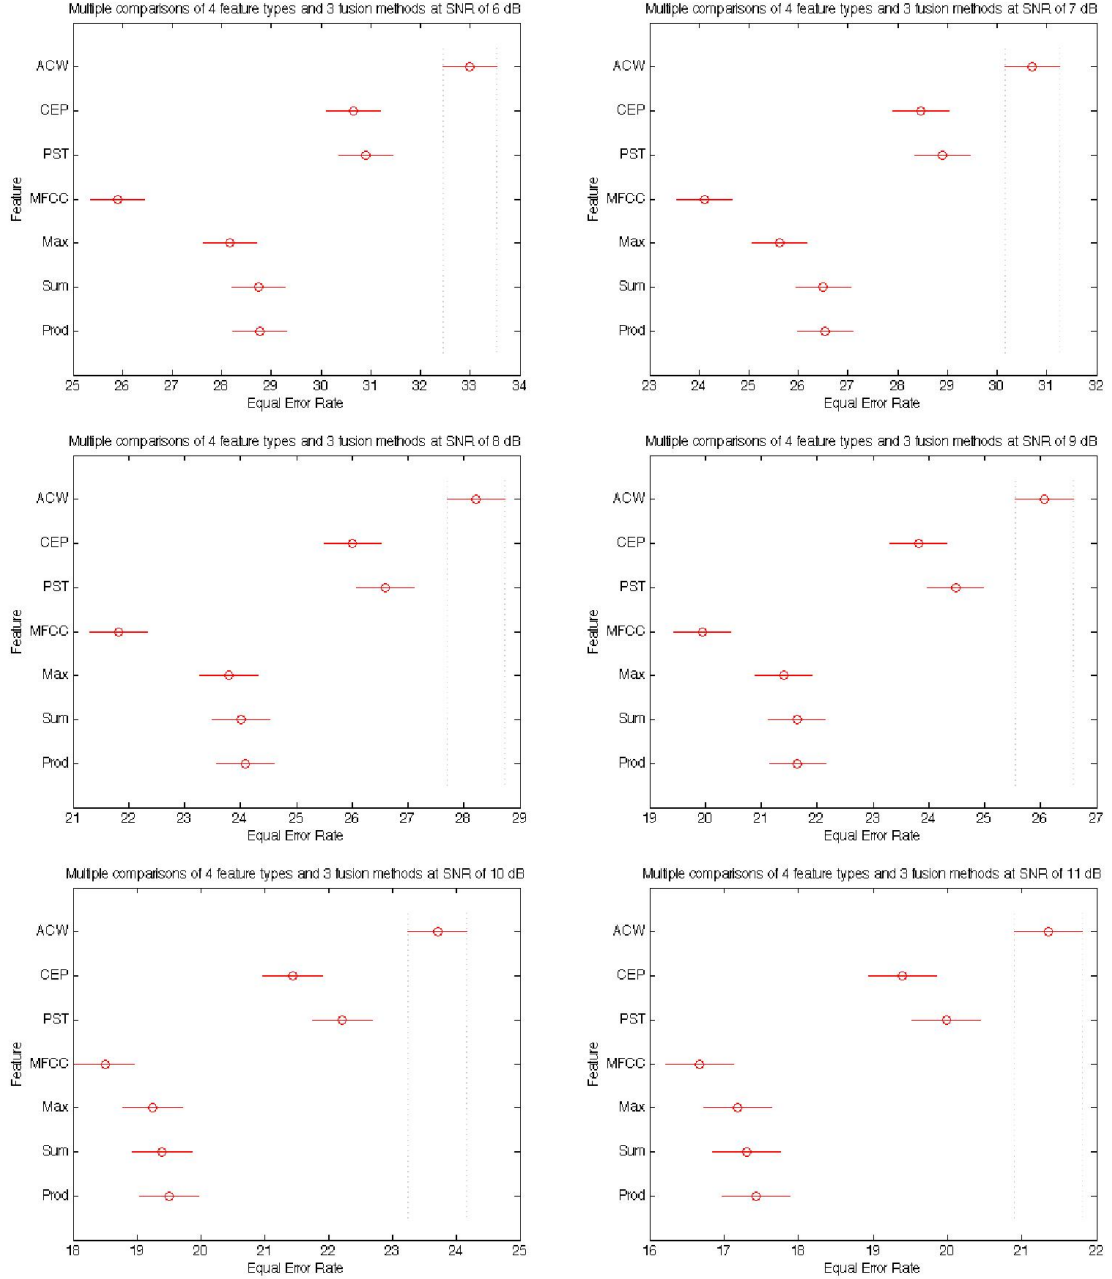 Multiple comparisons of 4 feature types and 3 fusion methods at SNR of 6 dB
ACW
CEP
PST
MFCC
Max
Sum
Prod
Feature
25 26 27 28 29 30 31 32 33 34
Equal Error Rate
Multiple comparisons of 4 feature types and 3 fusion methods at SNR of 7 dB
ACW
CEP
PST
MFCC
Max
Sum
Prod
Feature
23 24 25 26 27 28 29 30 31 32
Equal Error Rate
Multiple comparisons of 4 feature types and 3 fusion methods at SNR of 8 dB
ACW
CEP
PST
MFCC
Max
Sum
Prod
Feature
21 22 23 24 25 26 27 28 29
Equal Error Rate
Multiple comparisons of 4 feature types and 3 fusion methods at SNR of 9 dB
ACW
CEP
PST
MFCC
Max
Sum
Prod
Feature
19 20 21 22 23 24 25 26 27
Equal Error Rate
Multiple comparisons of 4 feature types and 3 fusion methods at SNR of 10 dB
ACW
CEP
PST
MFCC
Max
Sum
Prod
Feature
18 19 20 21 22 23 24 25
Equal Error Rate
Multiple comparisons of 4 feature types and 3 fusion methods at SNR of 11 dB
ACW
CEP
PST
MFCC
Max
Sum
Prod
Feature
16 17 18 19 20 21 22
Equal Error Rate